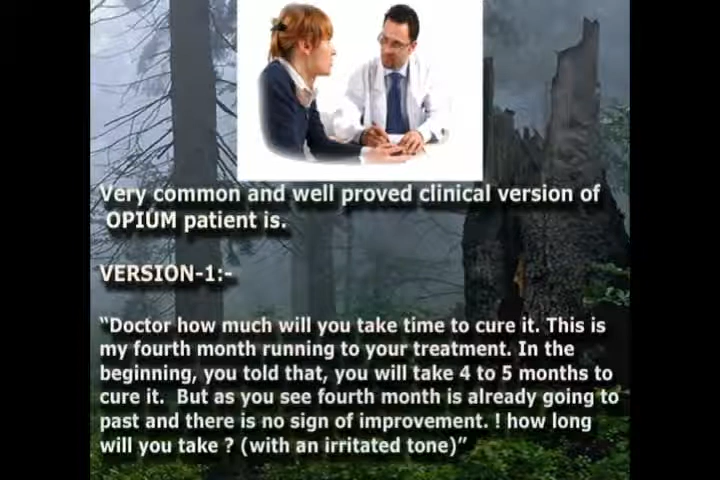 Very common and well proved clinical version of
OPIUM patient is.
VERSION-1:-
“Doctor how much will you take time to cure it. This is
my fourth month running to your treatment. In the
beginning, you told that, you will take 4 to 5 months to
cure it.  But as you see fourth month is already going to
past and there is no sign of improvement. ! how long
will you take ? (with an irritated tone)”